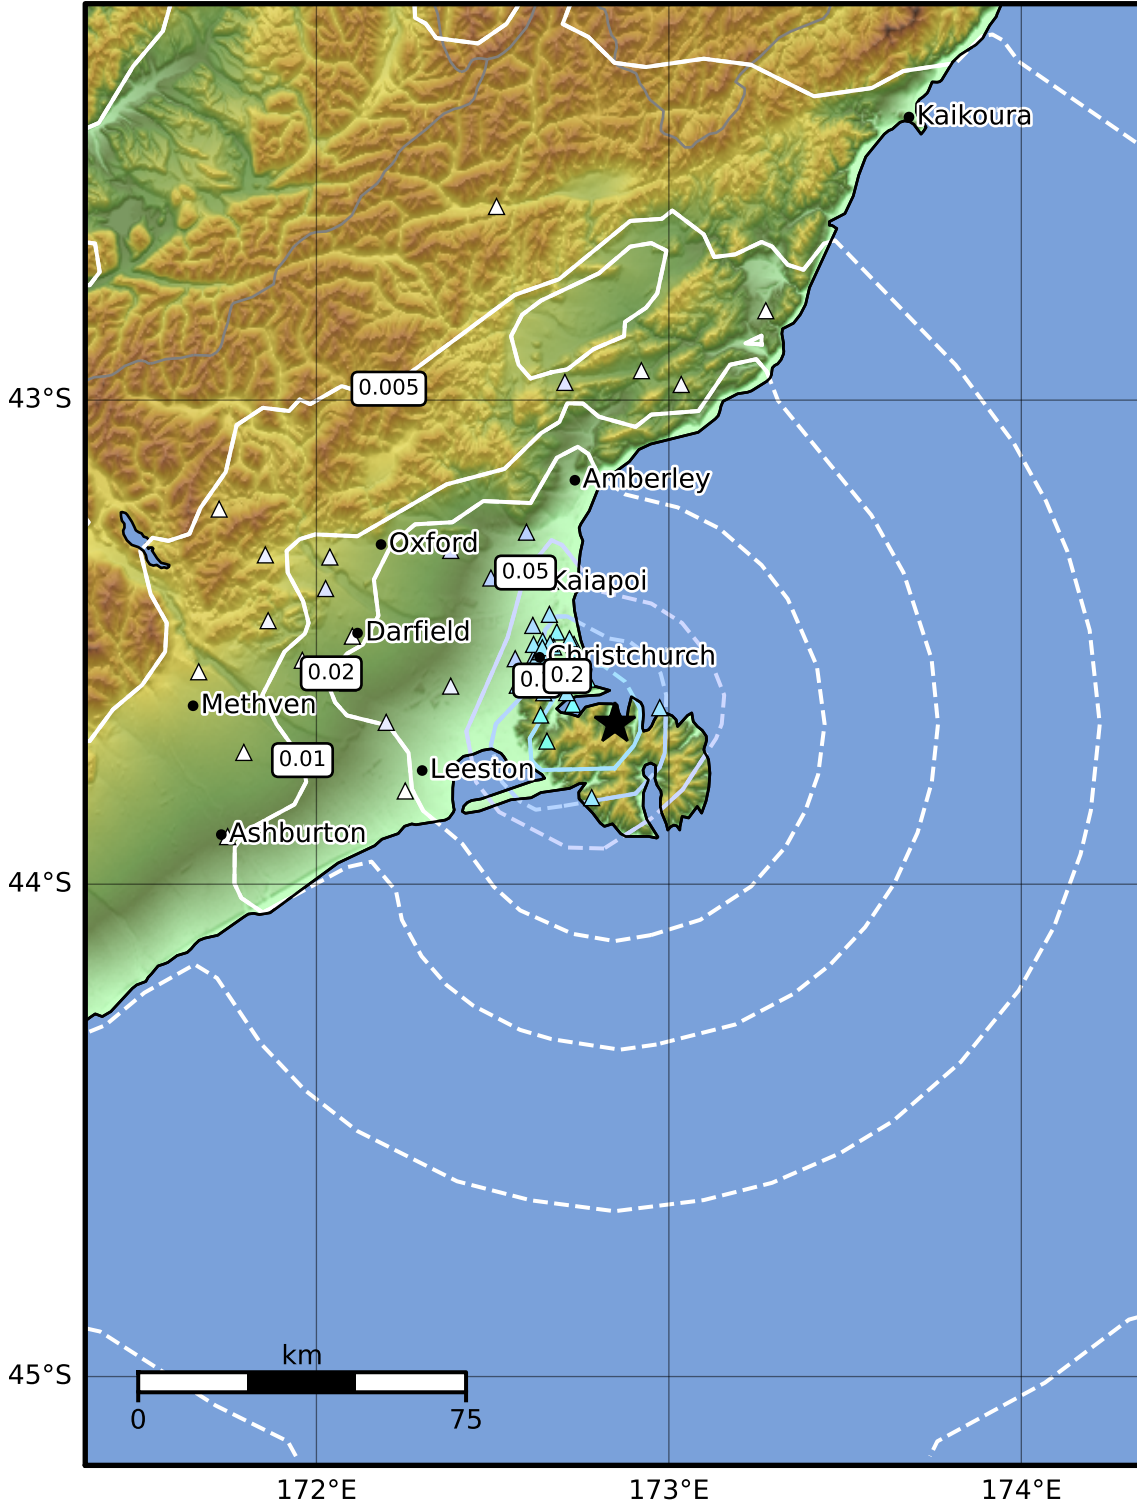 Kaikoura
0.005
43°S
Amberley
Oxford
0.05
Kaiapoi
Darfield
Christchurch
0.02
0.2
Methven
0.01
Leeston
Ashburton
44°S
km
45°S
0
75
172°E
173°E
174°E